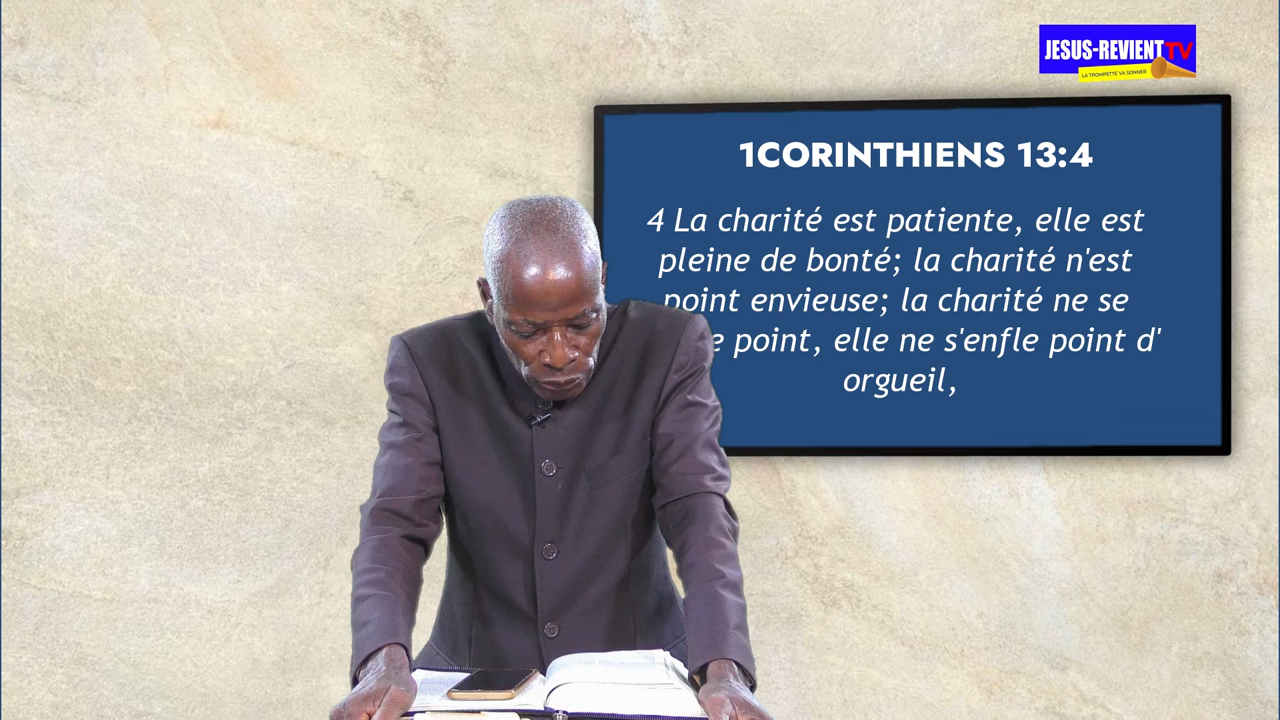 JESUS-REVIENT TV
LA TROMPETTE VA SONNER
1CORINTHIENS 13:4
4 La charité est patiente, elle est
pleine de bonté; la charité n'est
point envieuse; la charité ne se
point, elle ne s'enfle point d'
orgueil,